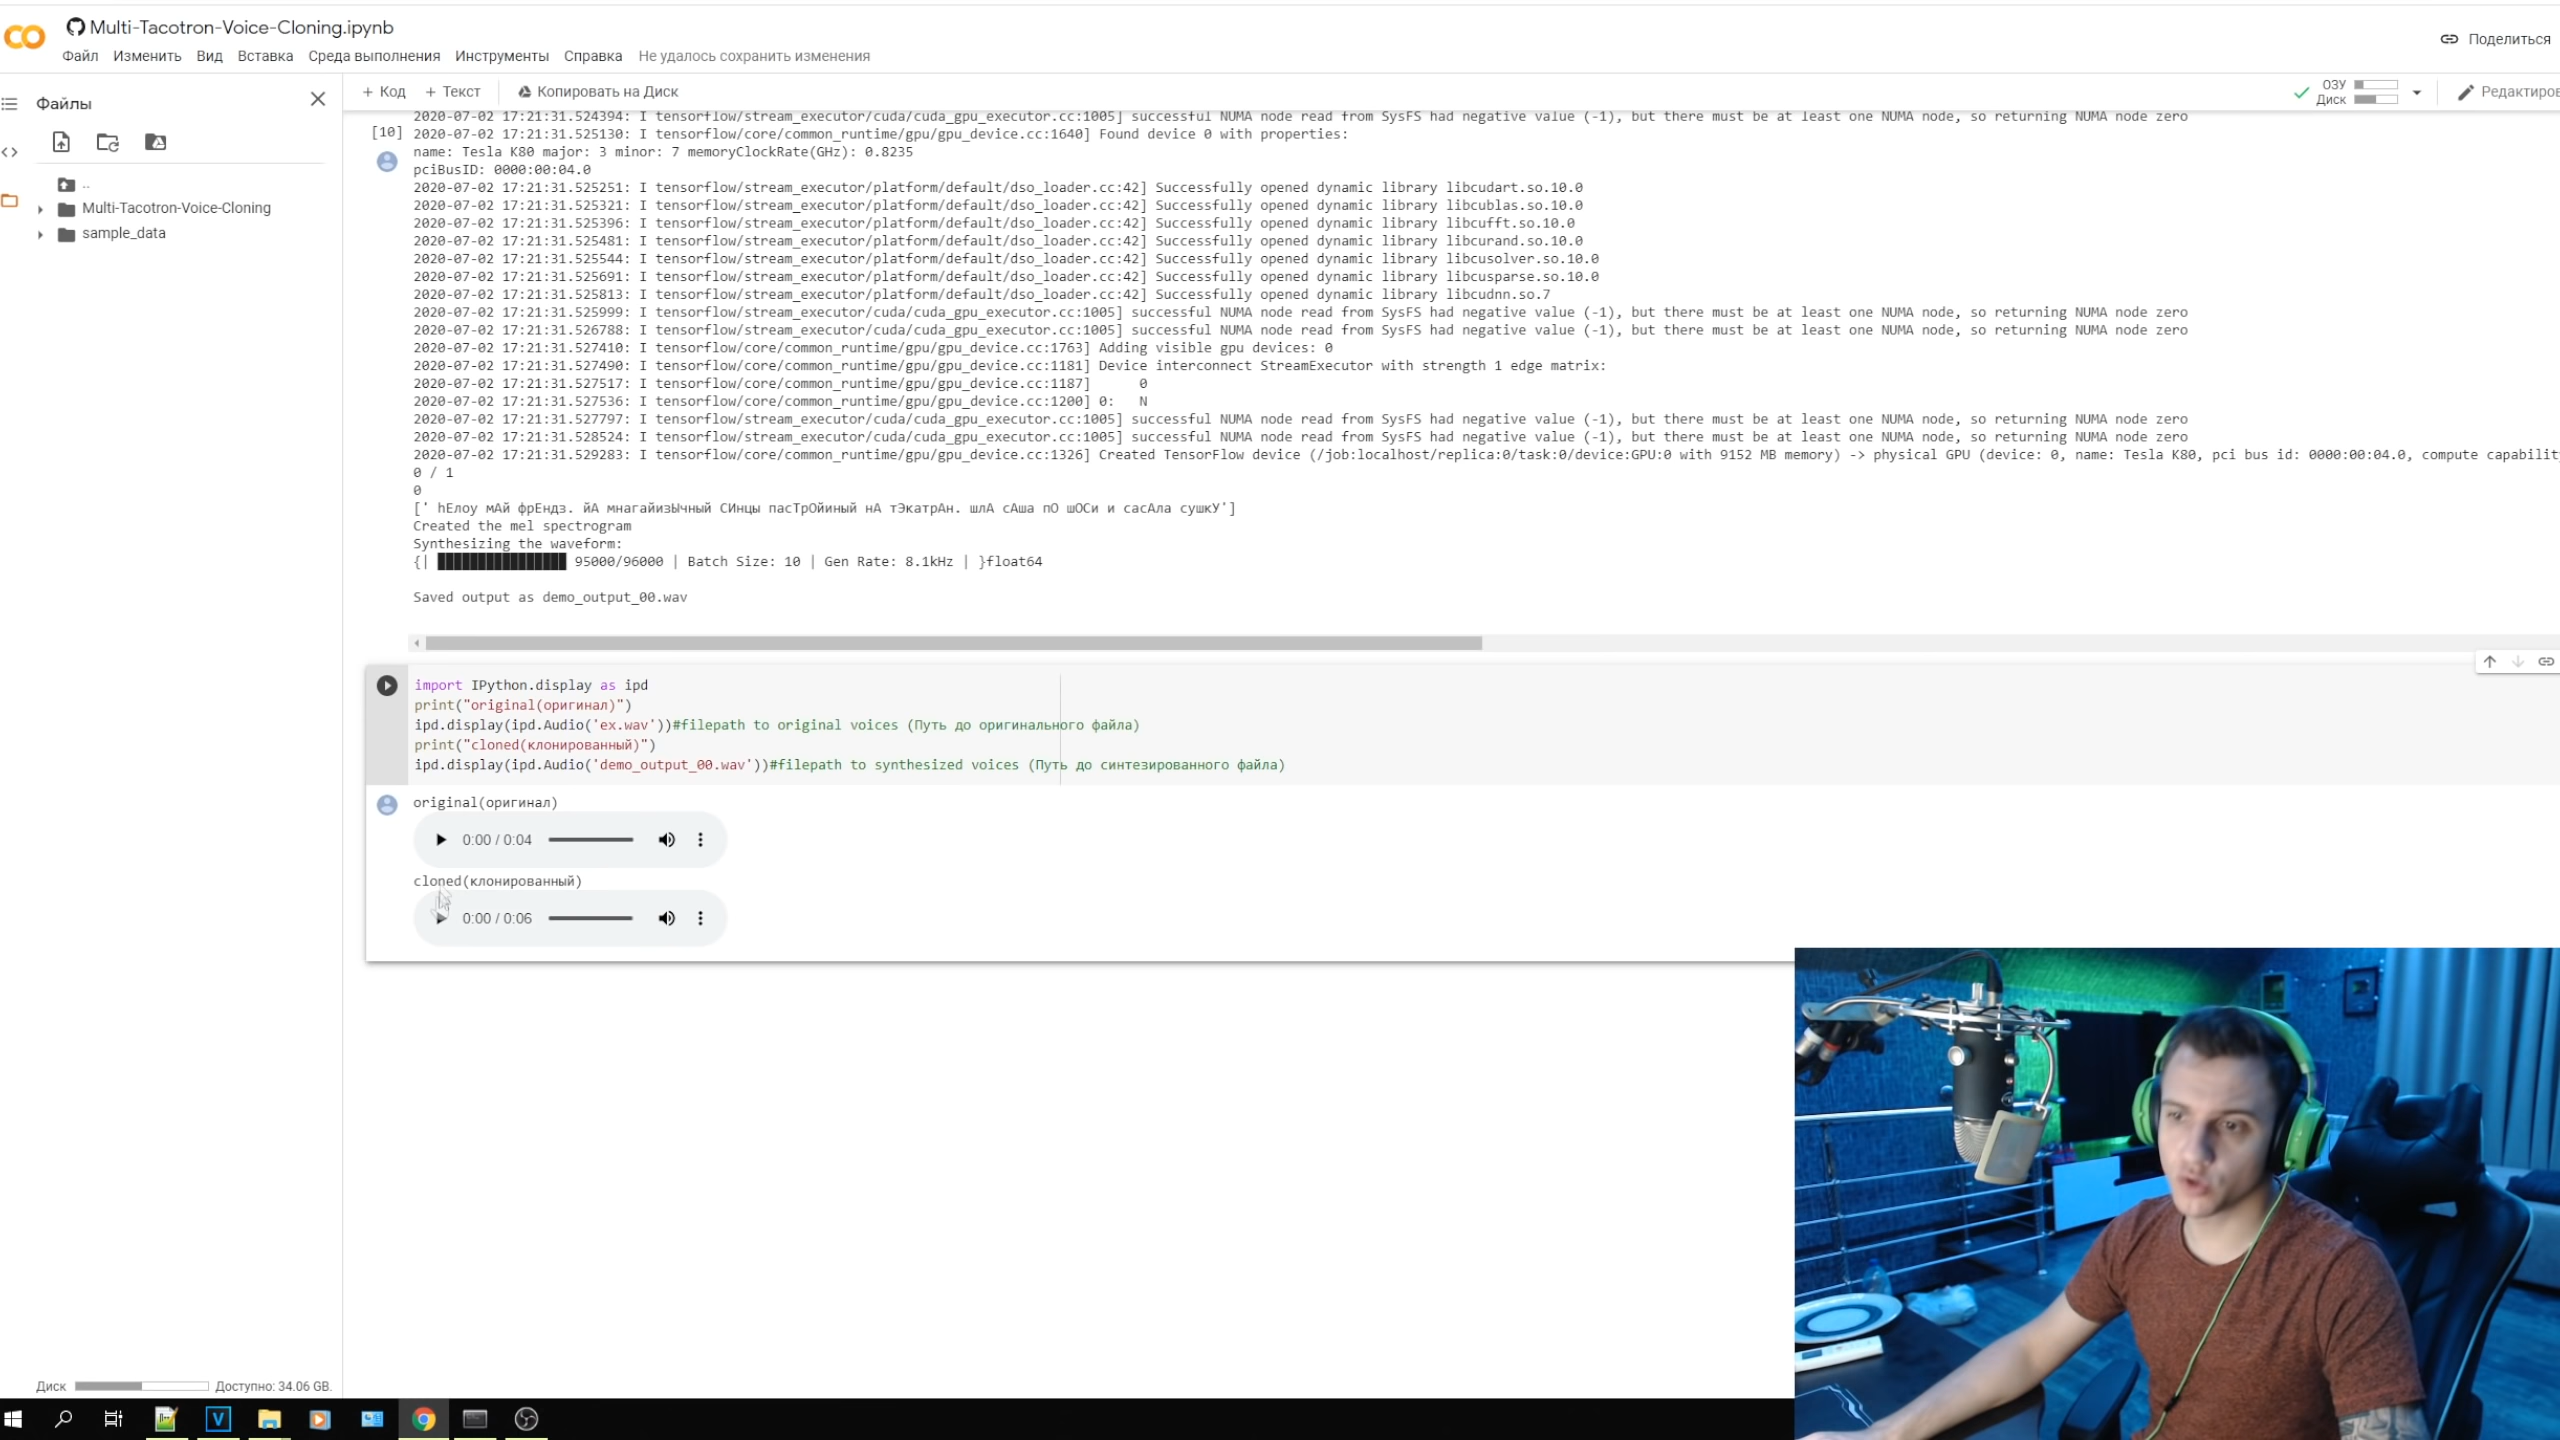 Multi-Tacotron-Voice-Cloning.ipynb
Поделиться
Файл Изменить Вид Вставка Среда выполнения Инструменты Справка Не удалось сохранить изменения
Файлы
+ Код + Текст Копировать на Диск
ОЗУ
Диск
..
Multi-Tacotron-Voice-Cloning
sample_data
2020-07-02 17:21:31.524394: I tensorflow/stream_executor/cuda/cuda_gpu_executor.cc:1005] successful NUMA node read from SysFS had negative value (-1), but there must be at least one NUMA node, so returning NUMA node zero
[10] 2020-07-02 17:21:31.525130: I tensorflow/core/common_runtime/gpu/gpu_device.cc:1640] Found device 0 with properties:
name: Tesla K80 major: 3 minor: 7 memoryClockRate(GHz): 0.8235
pciBusID: 0000:00:04.0
2020-07-02 17:21:31.525251: I tensorflow/stream_executor/platform/default/dso_loader.cc:42] Successfully opened dynamic library libcudart.so.10.0
2020-07-02 17:21:31.525321: I tensorflow/stream_executor/platform/default/dso_loader.cc:42] Successfully opened dynamic library libcublas.so.10.0
2020-07-02 17:21:31.525396: I tensorflow/stream_executor/platform/default/dso_loader.cc:42] Successfully opened dynamic library libcufft.so.10.0
2020-07-02 17:21:31.525481: I tensorflow/stream_executor/platform/default/dso_loader.cc:42] Successfully opened dynamic library libcurand.so.10.0
2020-07-02 17:21:31.525544: I tensorflow/stream_executor/platform/default/dso_loader.cc:42] Successfully opened dynamic library libcusolver.so.10.0
2020-07-02 17:21:31.525691: I tensorflow/stream_executor/platform/default/dso_loader.cc:42] Successfully opened dynamic library libcusparse.so.10.0
2020-07-02 17:21:31.525813: I tensorflow/stream_executor/platform/default/dso_loader.cc:42] Successfully opened dynamic library libcudnn.so.7
2020-07-02 17:21:31.525999: I tensorflow/stream_executor/cuda/cuda_gpu_executor.cc:1005] successful NUMA node read from SysFS had negative value (-1), but there must be at least one NUMA node, so returning NUMA node zero
2020-07-02 17:21:31.526788: I tensorflow/stream_executor/cuda/cuda_gpu_executor.cc:1005] successful NUMA node read from SysFS had negative value (-1), but there must be at least one NUMA node, so returning NUMA node zero
2020-07-02 17:21:31.527410: I tensorflow/core/common_runtime/gpu/gpu_device.cc:1763] Adding visible gpu devices: 0
2020-07-02 17:21:31.527490: I tensorflow/core/common_runtime/gpu/gpu_device.cc:1181] Device interconnect StreamExecutor with strength 1 edge matrix:
2020-07-02 17:21:31.527517: I tensorflow/core/common_runtime/gpu/gpu_device.cc:1187] 0
2020-07-02 17:21:31.527536: I tensorflow/core/common_runtime/gpu/gpu_device.cc:1200] 0: N
2020-07-02 17:21:31.527797: I tensorflow/stream_executor/cuda/cuda_gpu_executor.cc:1005] successful NUMA node read from SysFS had negative value (-1), but there must be at least one NUMA node, so returning NUMA node zero
2020-07-02 17:21:31.528524: I tensorflow/stream_executor/cuda/cuda_gpu_executor.cc:1005] successful NUMA node read from SysFS had negative value (-1), but there must be at least one NUMA node, so returning NUMA node zero
2020-07-02 17:21:31.529283: I tensorflow/core/common_runtime/gpu/gpu_device.cc:1326] Created TensorFlow device (/job:localhost/replica:0/task:0/device:GPU:0 with 9152 MB memory) -> physical GPU (device: 0, name: Tesla K80, pci bus id: 0000:00:04.0, compute
0 / 1
0
[' hЕлоу мАй фрЕндз. йА мнагайизЫчный СИнцы пасТрОйиный нА тЭкатрАн. шлА сАша пО шОСи и сасАла сушкУ']
Created the mel spectrogram
Synthesizing the waveform:
{| ████████████████ 95000/96000 | Batch Size: 10 | Gen Rate: 8.1kHz | }float64
Saved output as demo_output_00.wav
import IPython.display as ipd
print("original(оригинал)")
ipd.display(ipd.Audio('ex.wav'))#filepath to original voices (Путь до оригинального файла)
print("cloned(клонированный)")
ipd.display(ipd.Audio('demo_output_00.wav'))#filepath to synthesized voices (Путь до синтезированного файла)
original(оригинал)
0:00 / 0:04
cloned(клонированный)
0:00 / 0:06
Диск Доступно: 34.06 GB.